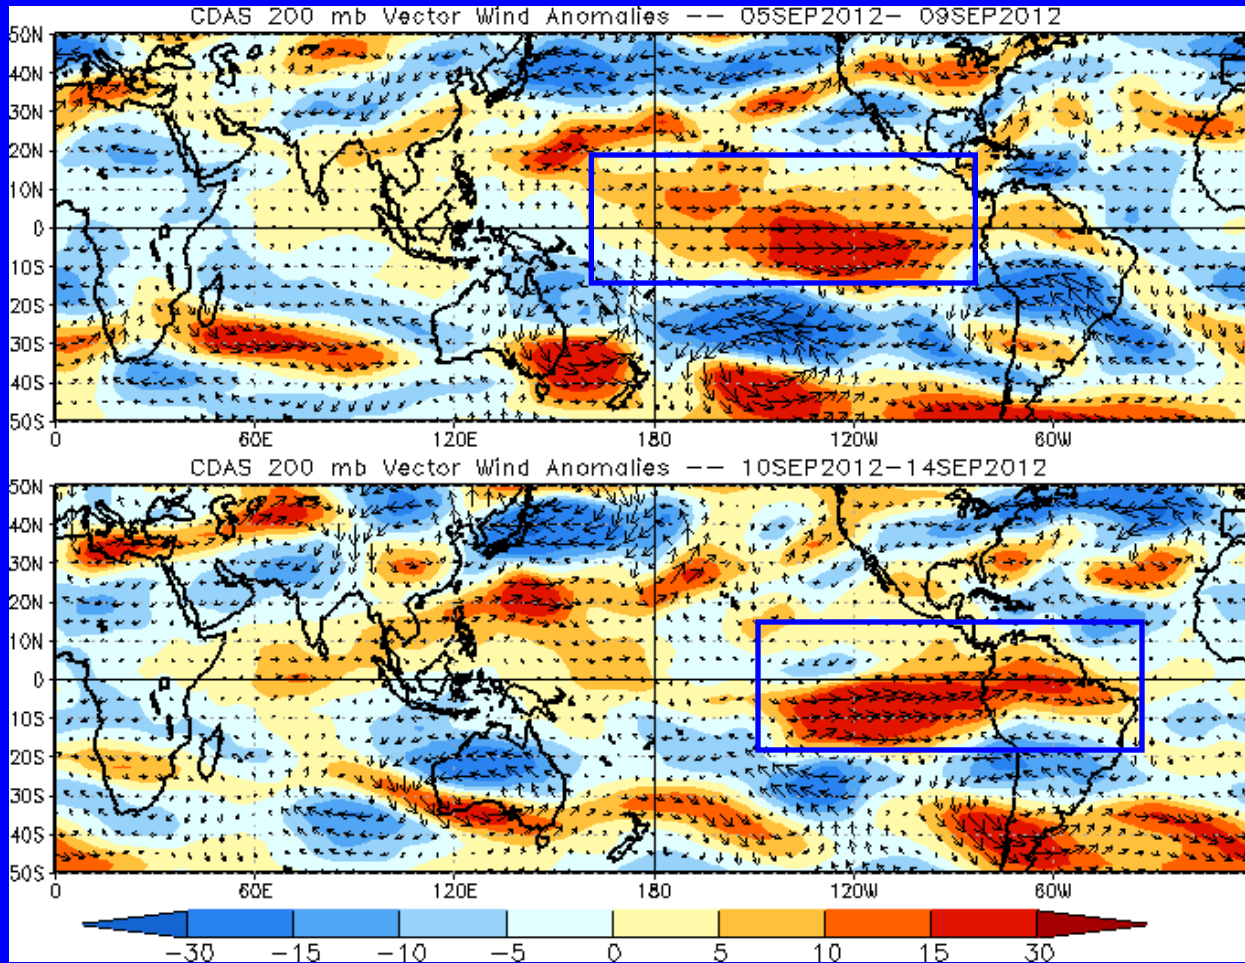 CDAS 200 mb Vector Wind Anomalies -- 05SEP2012- 09SEP2012
50N
40N
30N
20N
10N
0
10S
20S
30S
40S
50S
0 60E 120E 180 120W 60W
CDAS 200 mb Vector Wind Anomalies -- 10SEP2012-14SEP2012
50N
40N
30N
20N
10N
0
10S
20S
30S
40S
50S
0 60E 120E 180 120W 60W
-30 -15 -10 -5 0 5 10 15 30